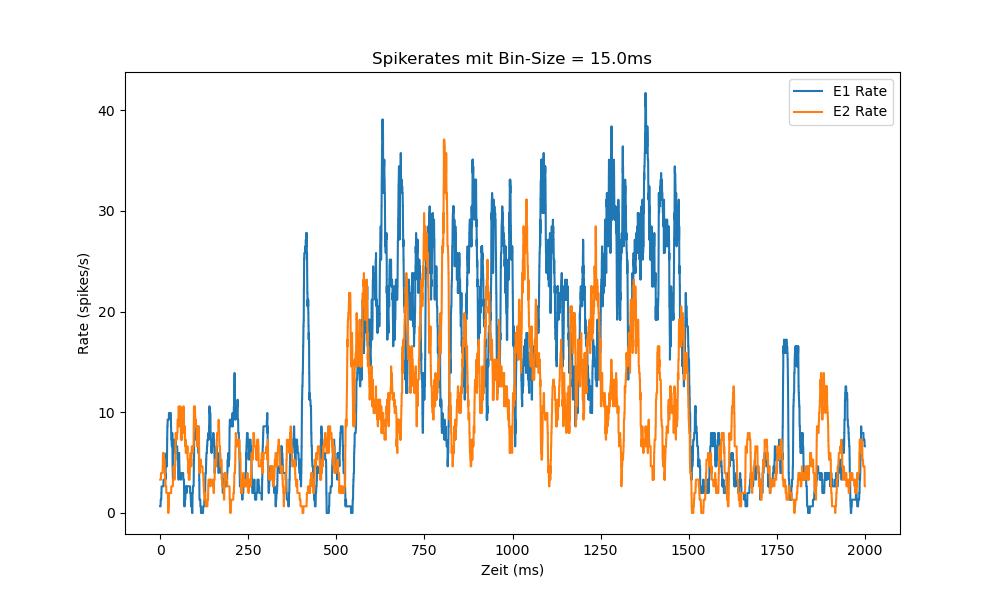 Spikerates mit Bin-Size = 15.0ms
E1 Rate
E2 Rate
Rate (spikes/s)
40
30
20
10
0
0 250 500 750 1000 1250 1500 1750 2000
Zeit (ms)